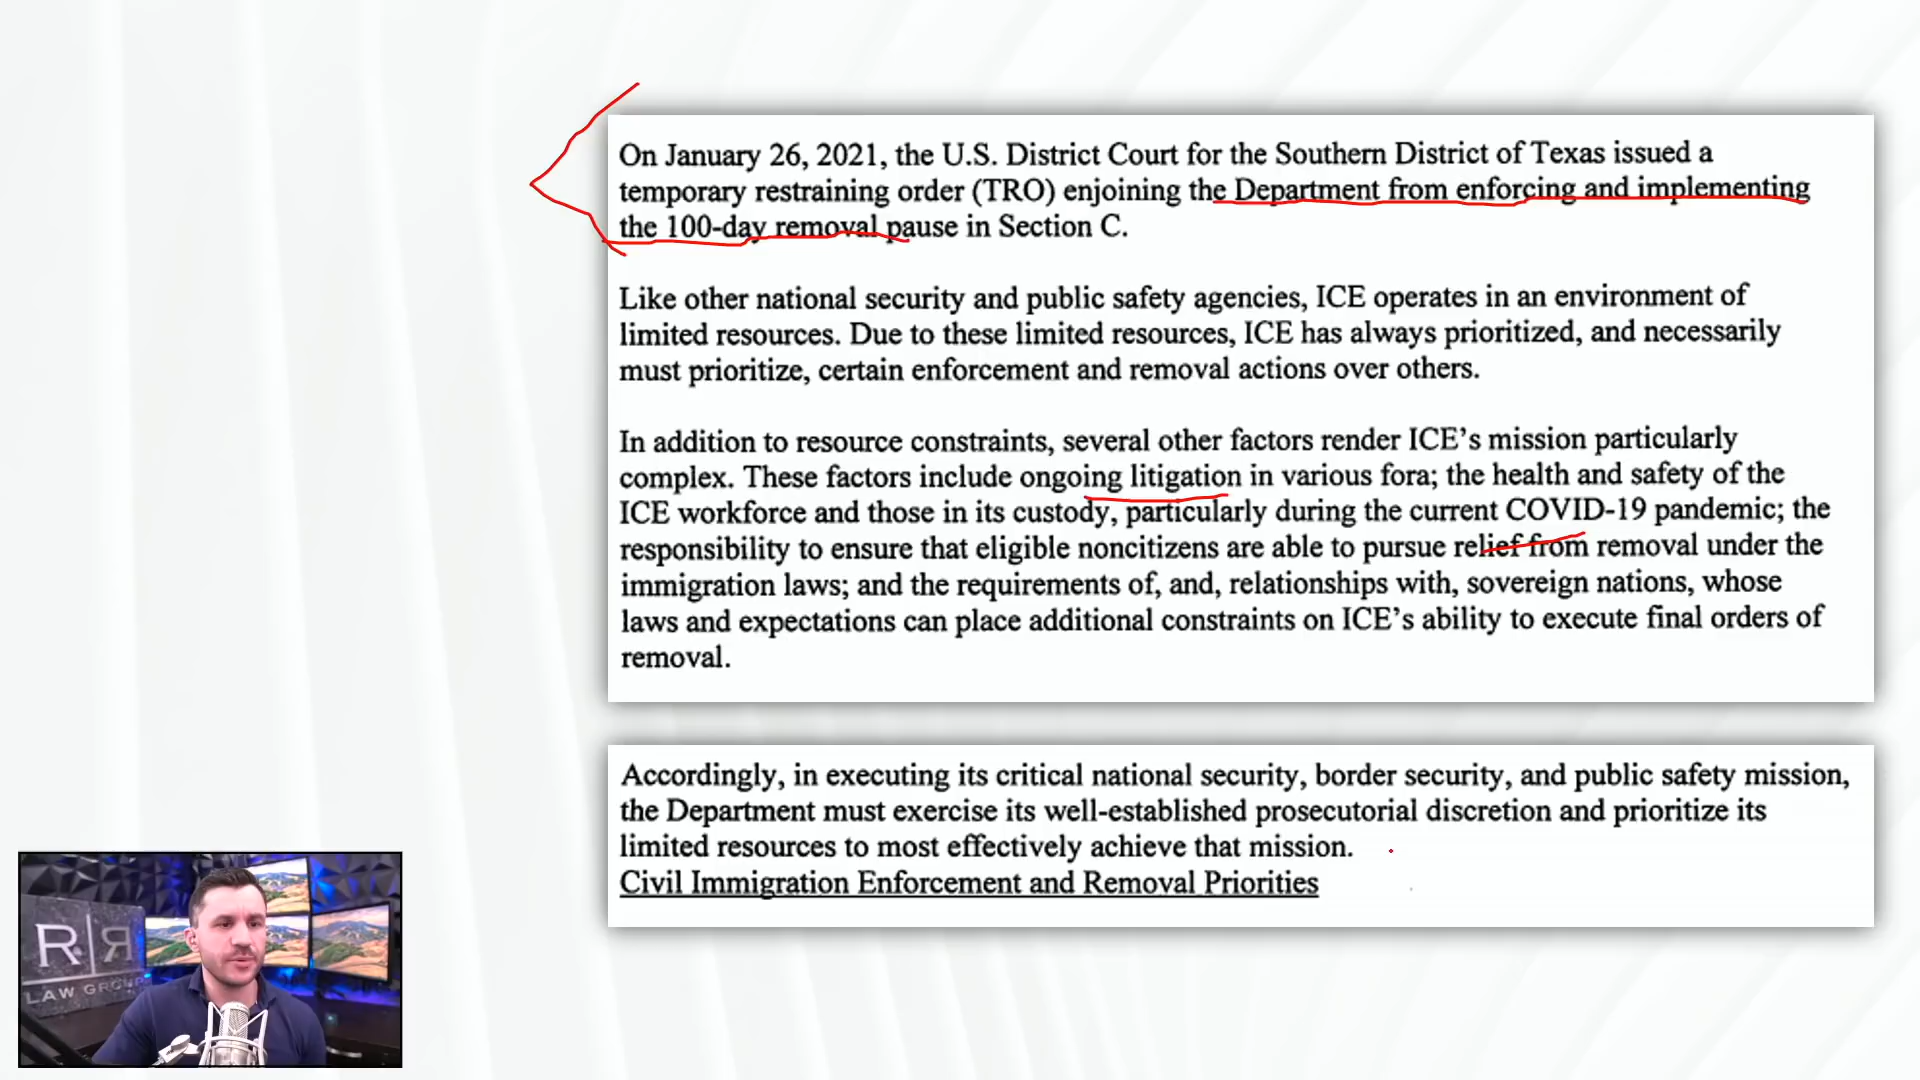 On January 26, 2021, the U.S. District Court for the Southern District of Texas issued a
temporary restraining order (TRO) enjoining the Department from enforcing and implementing
the 100-day removal pause in Section C.
Like other national security and public safety agencies, ICE operates in an environment of
limited resources. Due to these limited resources, ICE has always prioritized, and necessarily
must prioritize, certain enforcement and removal actions over others.
In addition to resource constraints, several other factors render ICE's mission particularly
complex. These factors include ongoing litigation in various fora; the health and safety of the
ICE workforce and those in its custody, particularly during the current COVID-19 pandemic; the
responsibility to ensure that eligible noncitizens are able to pursue relief from removal under the
immigration laws; and the requirements of, and, relationships with, sovereign nations, whose
laws and expectations can place additional constraints on ICE's ability to execute final orders of
removal.
Accordingly, in executing its critical national security, border security, and public safety mission,
the Department must exercise its well-established prosecutorial discretion and prioritize its
limited resources to most effectively achieve that mission.
Civil Immigration Enforcement and Removal Priorities
R|R
LAW GROUP